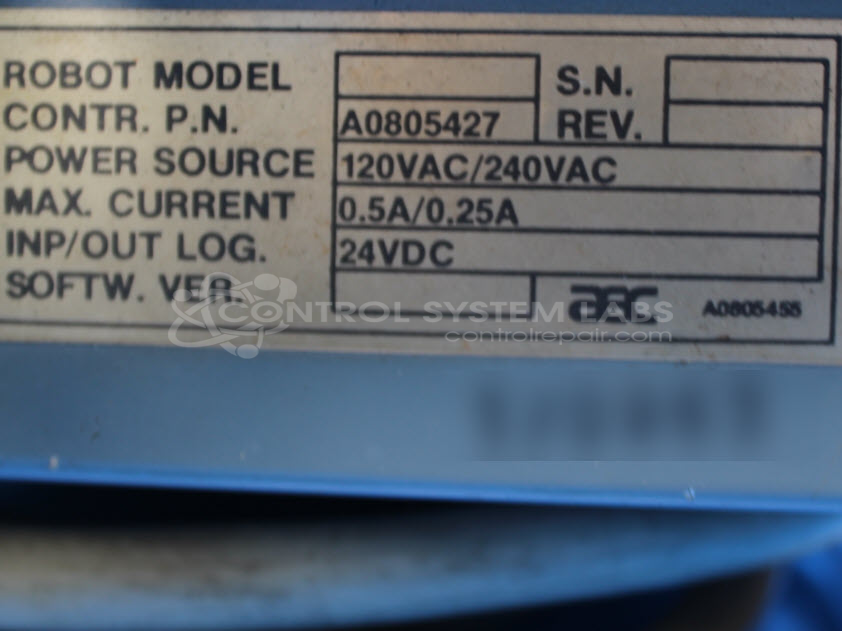 ROBOT MODEL S.N.
CONTR. P.N. A0805427 REV.
POWER SOURCE 120VAC/240VAC
MAX. CURRENT 0.5A/0.25A
INP/OUT LOG. 24VDC
SOFTW. VER. aec A0805455
CONTROL SYSTEM LABS
controlrepair.com